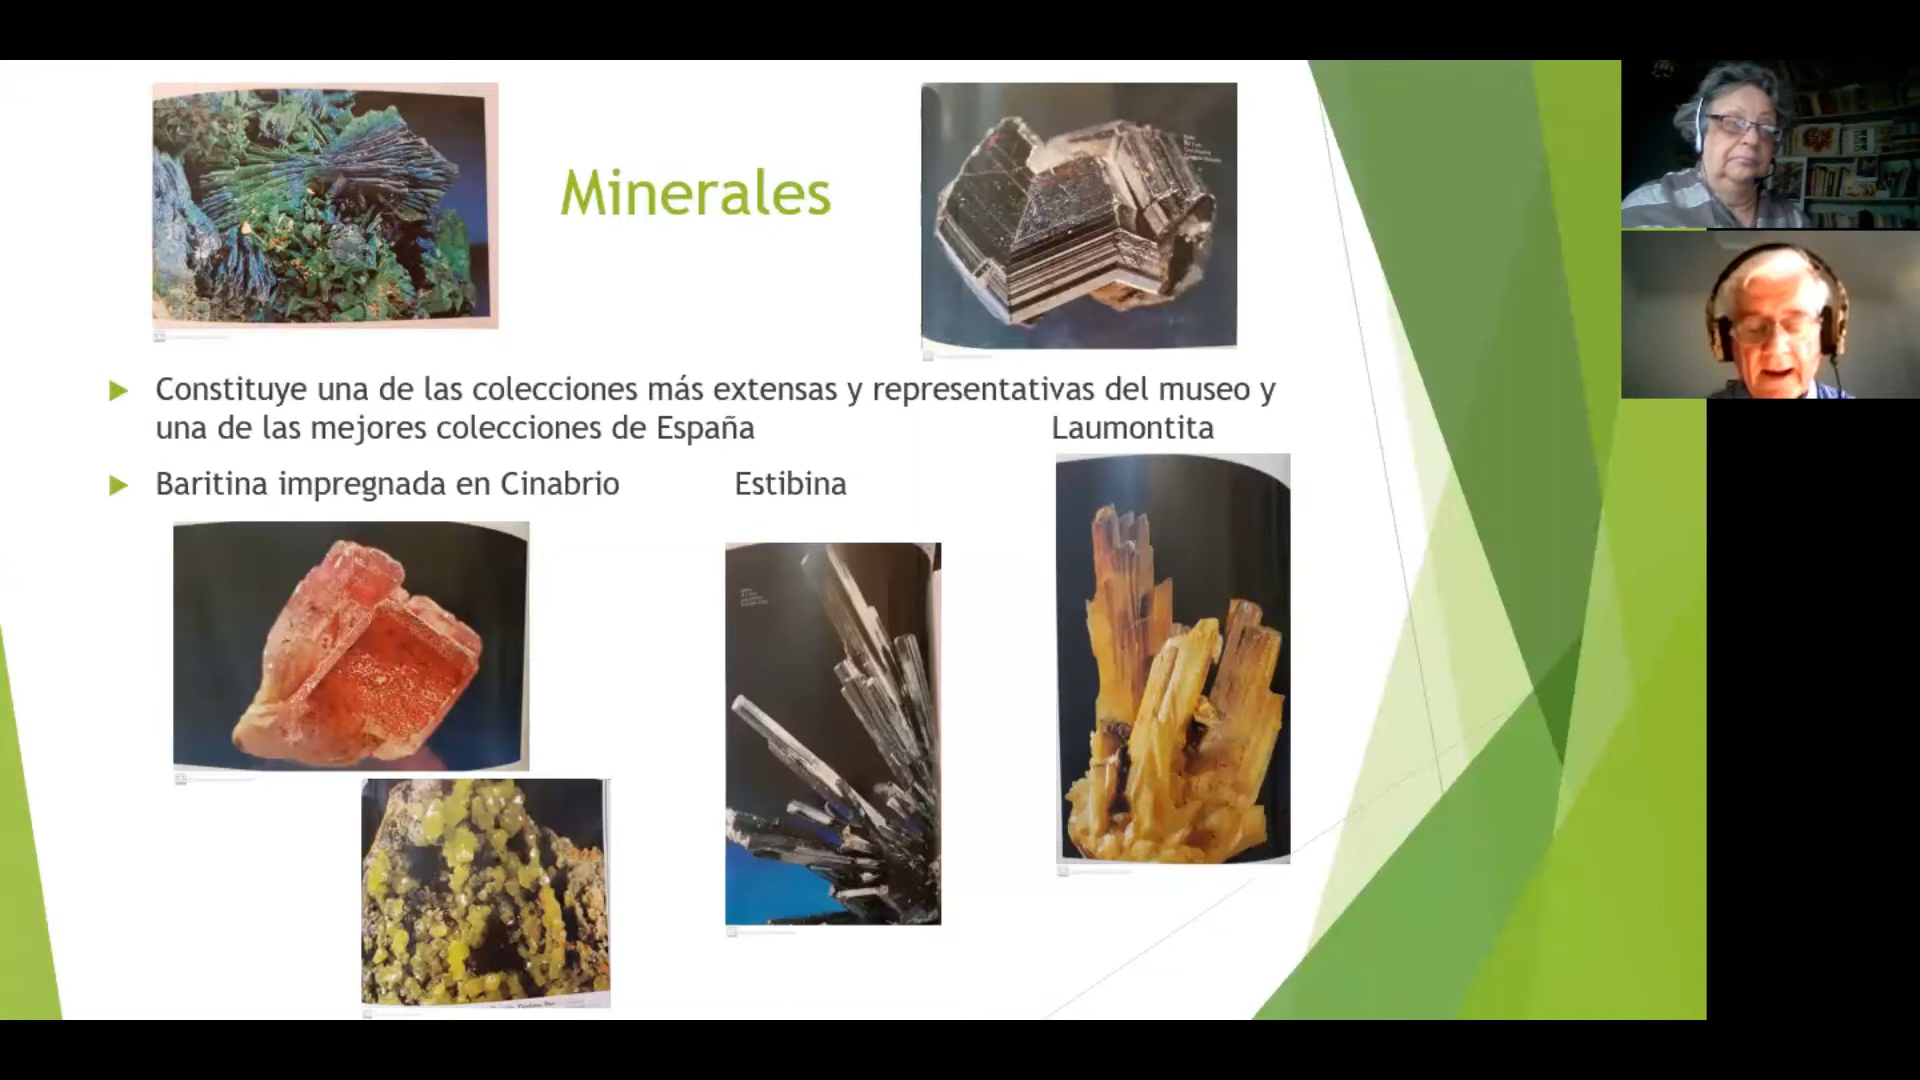 Minerales
Constituye una de las colecciones más extensas y representativas del museo y
una de las mejores colecciones de España
Laumontita
Baritina impregnada en Cinabrio
Estibina